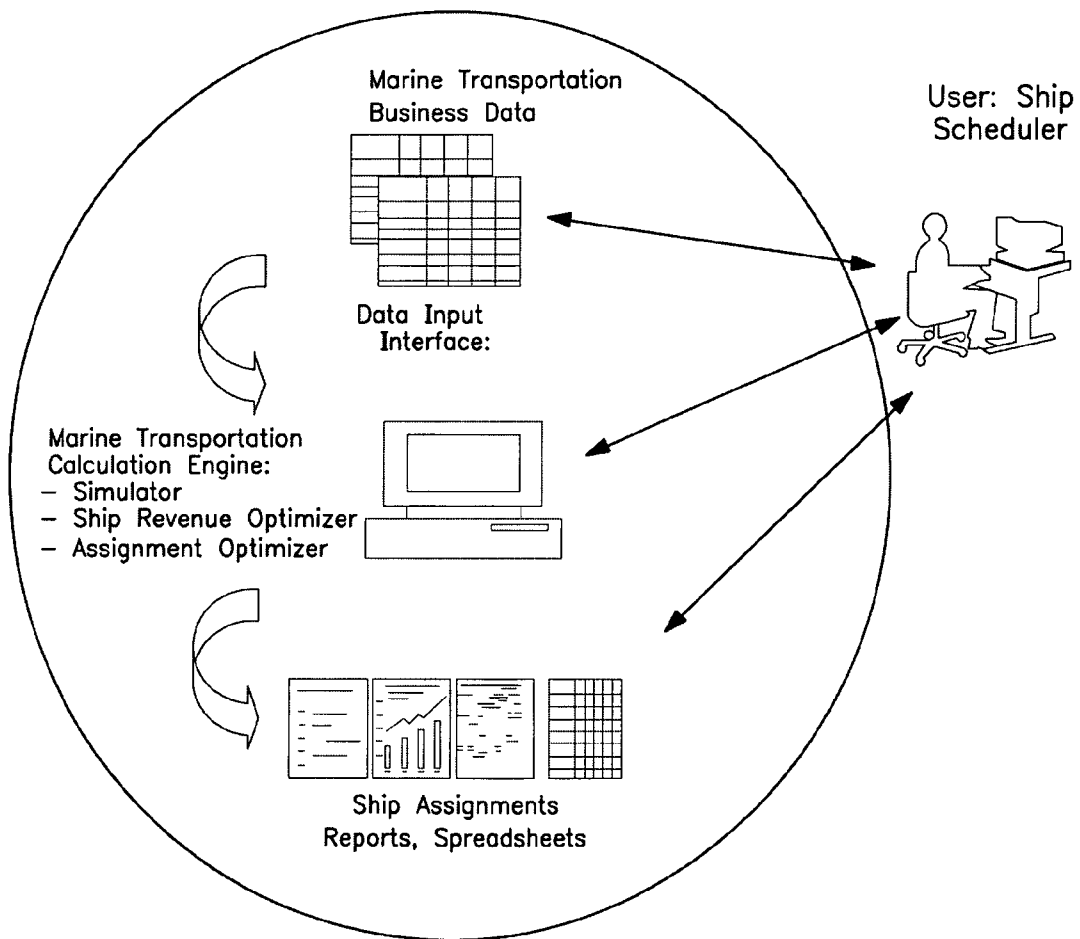 Marine Transportation
Business Data
User: Ship
Scheduler
Data Input
Interface:
Marine Transportation
Calculation Engine:
– Simulator
– Ship Revenue Optimizer
– Assignment Optimizer
Ship Assignments
Reports, Spreadsheets